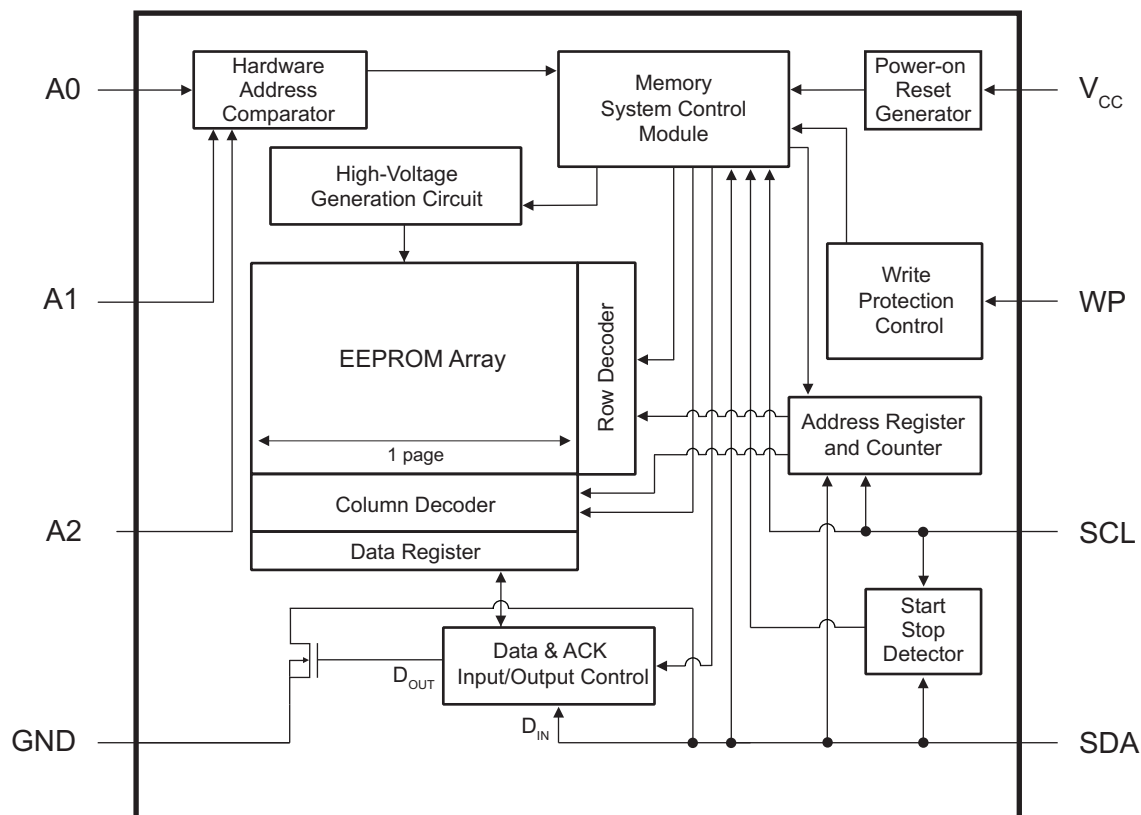 A0
Hardware
Address
Comparator
Memory
System Control
Module
Power-on
Reset
Generator
VCC
High-Voltage
Generation Circuit
A1
EEPROM Array
Row Decoder
Write
Protection
Control
WP
1 page
Address Register
and Counter
A2
Column Decoder
SCL
Data Register
Start
Stop
Detector
Data & ACK
Input/Output Control
DOUT
DIN
GND
SDA